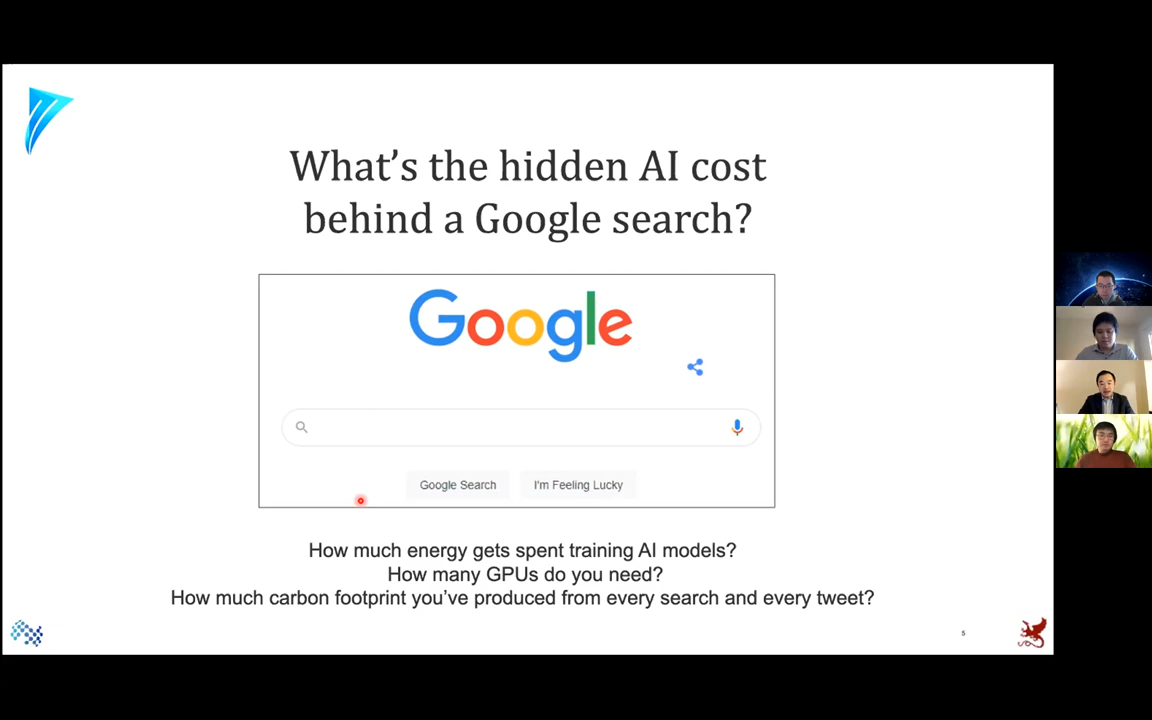 What's the hidden AI cost
behind a Google search?
Google
Google Search
I'm Feeling Lucky
How much energy gets spent training AI models?
How many GPUs do you need?
How much carbon footprint you've produced from every search and every tweet?
5